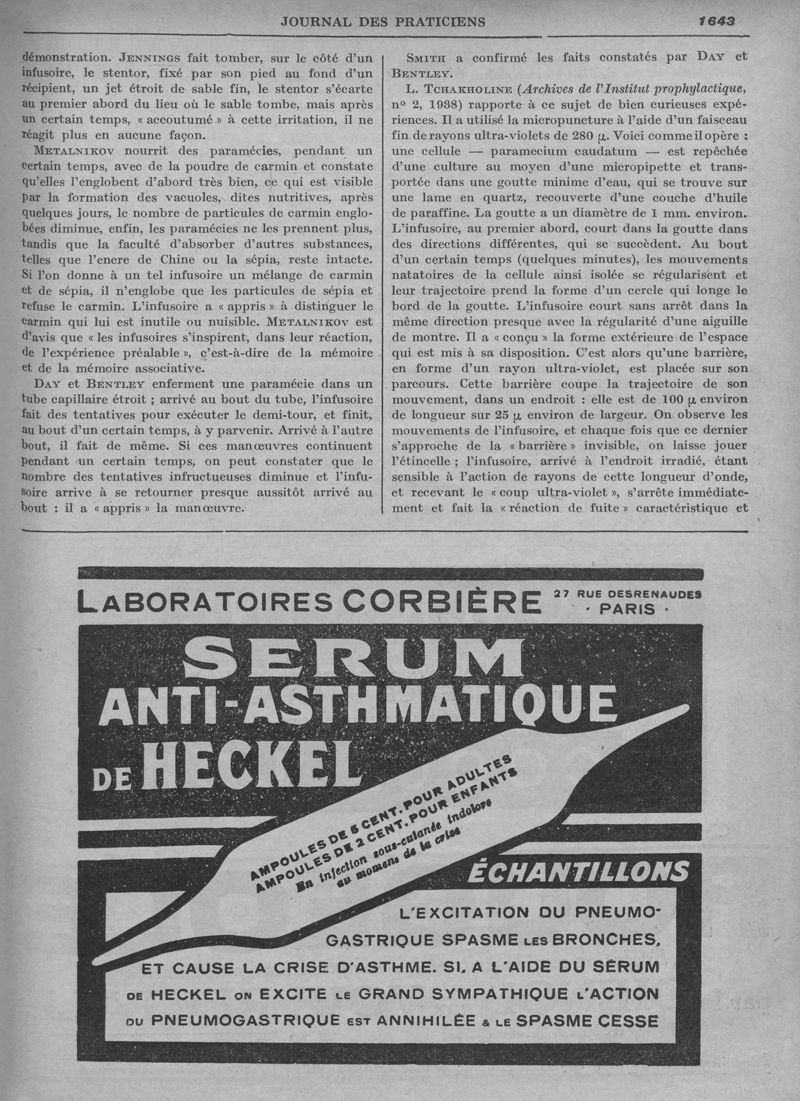 JOURNAL DES PRATICIENS
1643
démonstration. JENNINGS fait tomber, sur le côté d'un
infusoire, le stentor, fixé par son pied au fond d'un
récipient, un jet étroit de sable fin, le stentor s'écarte
au premier abord du lieu où le sable tombe, mais après
un certain temps, « accoutumé » à cette irritation, il ne
réagit plus en aucune façon.
METALNIKOV nourrit des paramécies, pendant un
certain temps, avec de la poudre de carmin et constate
qu'elles l'englobent d'abord très bien, ce qui est visible
par la formation des vacuoles, dites nutritives, après
quelques jours, le nombre de particules de carmin englo-
bées diminue, enfin, les paramécies ne les prennent plus,
tandis que la faculté d'absorber d'autres substances,
telles que l'encre de Chine ou la sépia, reste intacte.
Si l'on donne à un tel infusoire un mélange de carmin
et de sépia, il n'englobe que les particules de sépia et
refuse le carmin. L'infusoire a « appris » à distinguer le
carmin qui lui est inutile ou nuisible. METALNIKOV est
d'avis que « les infusoires s'inspirent, dans leur réaction,
de l'expérience préalable », c'est-à-dire de la mémoire
et de la mémoire associative.
DAY et BENTLEY enferment une paramécie dans un
tube capillaire étroit ; arrivé au bout du tube, l'infusoire
fait des tentatives pour exécuter le demi-tour, et finit,
au bout d'un certain temps, à y parvenir. Arrivé à l'autre
bout, il fait de même. Si ces manœuvres continuent
pendant un certain temps, on peut constater que le
nombre des tentatives infructueuses diminue et l'infu-
soire arrive à se retourner presque aussitôt arrivé au
bout : il a « appris » la manœuvre.
SMITH a confirmé les faits constatés par DAY et
BENTLEY.
L. TCHAKHOLINE (Archives de l'Institut prophylactique,
n° 2, 1938) rapporte à ce sujet de bien curieuses expé-
riences. Il a utilisé la micropuncture à l'aide d'un faisceau
fin de rayons ultra-violets de 280 µ. Voici comme il opère :
une cellule — paramecium caudatum — est repêchée
d'une culture au moyen d'une micropipette et trans-
portée dans une goutte minime d'eau, qui se trouve sur
une lame en quartz, recouverte d'une couche d'huile
de paraffine. La goutte a un diamètre de 1 mm. environ.
L'infusoire, au premier abord, court dans la goutte dans
des directions différentes, qui se succèdent. Au bout
d'un certain temps (quelques minutes), les mouvements
natatoires de la cellule ainsi isolée se régularisent et
leur trajectoire prend la forme d'un cercle qui longe le
bord de la goutte. L'infusoire court sans arrêt dans la
même direction presque avec la régularité d'une aiguille
de montre. Il a « conçu » la forme extérieure de l'espace
qui est mis à sa disposition. C'est alors qu'une barrière,
en forme d'un rayon ultra-violet, est placée sur son
parcours. Cette barrière coupe la trajectoire de son
mouvement, dans un endroit : elle est de 100 µ environ
de longueur sur 25 µ environ de largeur. On observe les
mouvements de l'infusoire, et chaque fois que ce dernier
s'approche de la « barrière » invisible, on laisse jouer
l'étincelle ; l'infusoire, arrivé à l'endroit irradié, étant
sensible à l'action de rayons de cette longueur d'onde,
et recevant le « coup ultra-violet », s'arrête immédiate-
ment et fait la « réaction de fuite » caractéristique et
LABORATOIRES CORBIÈRE
27 RUE DESRENAUDES
· PARIS ·
SERUM
ANTI-ASTHMATIQUE
DE HECKEL
AMPOULES DE 5 CENT. POUR ADULTES
AMPOULES DE 2 CENT. POUR ENFANTS
En injection sous-cutanée indolore
au moment de la crise
ÉCHANTILLONS
L'EXCITATION DU PNEUMO-
GASTRIQUE SPASME LES BRONCHES,
ET CAUSE LA CRISE D'ASTHME. SI, A L'AIDE DU SÉRUM
DE HECKEL ON EXCITE LE GRAND SYMPATHIQUE L'ACTION
DU PNEUMOGASTRIQUE EST ANNIHILÉE & LE SPASME CESSE